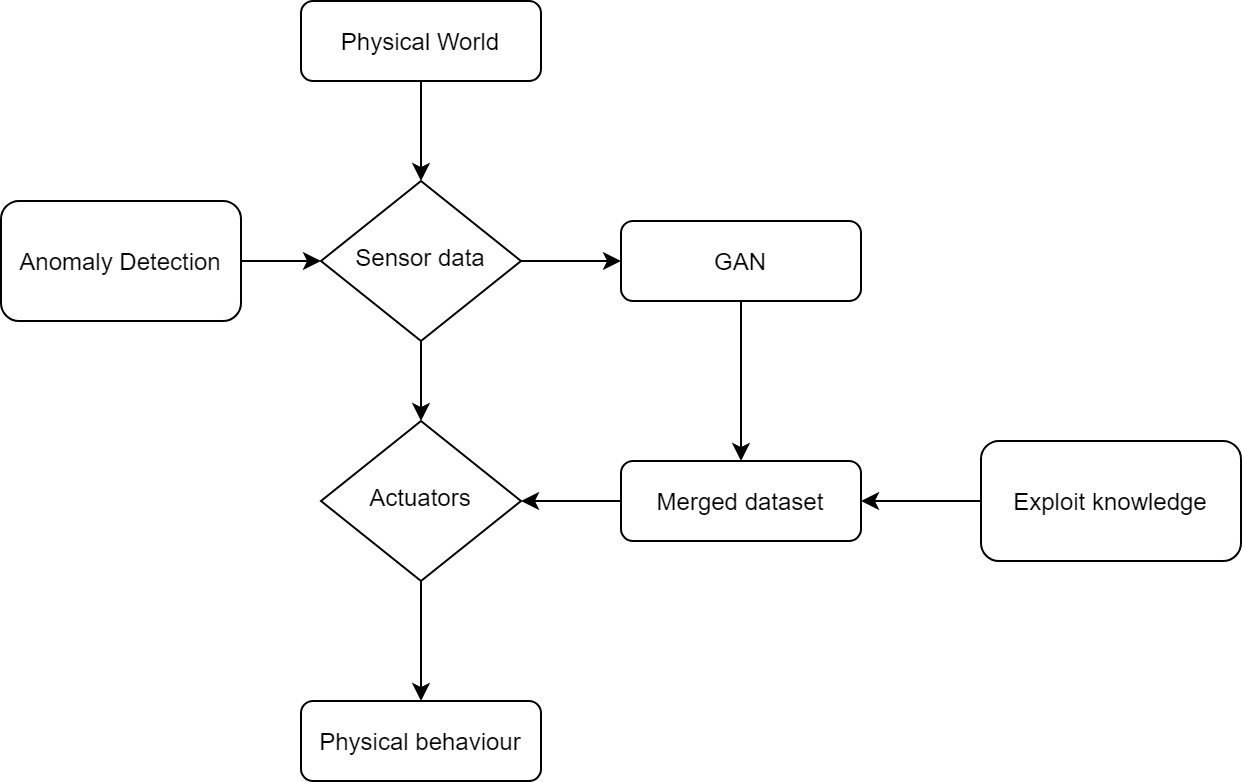 Physical World
Anomaly Detection
Sensor data
GAN
Actuators
Merged dataset
Exploit knowledge
Physical behaviour